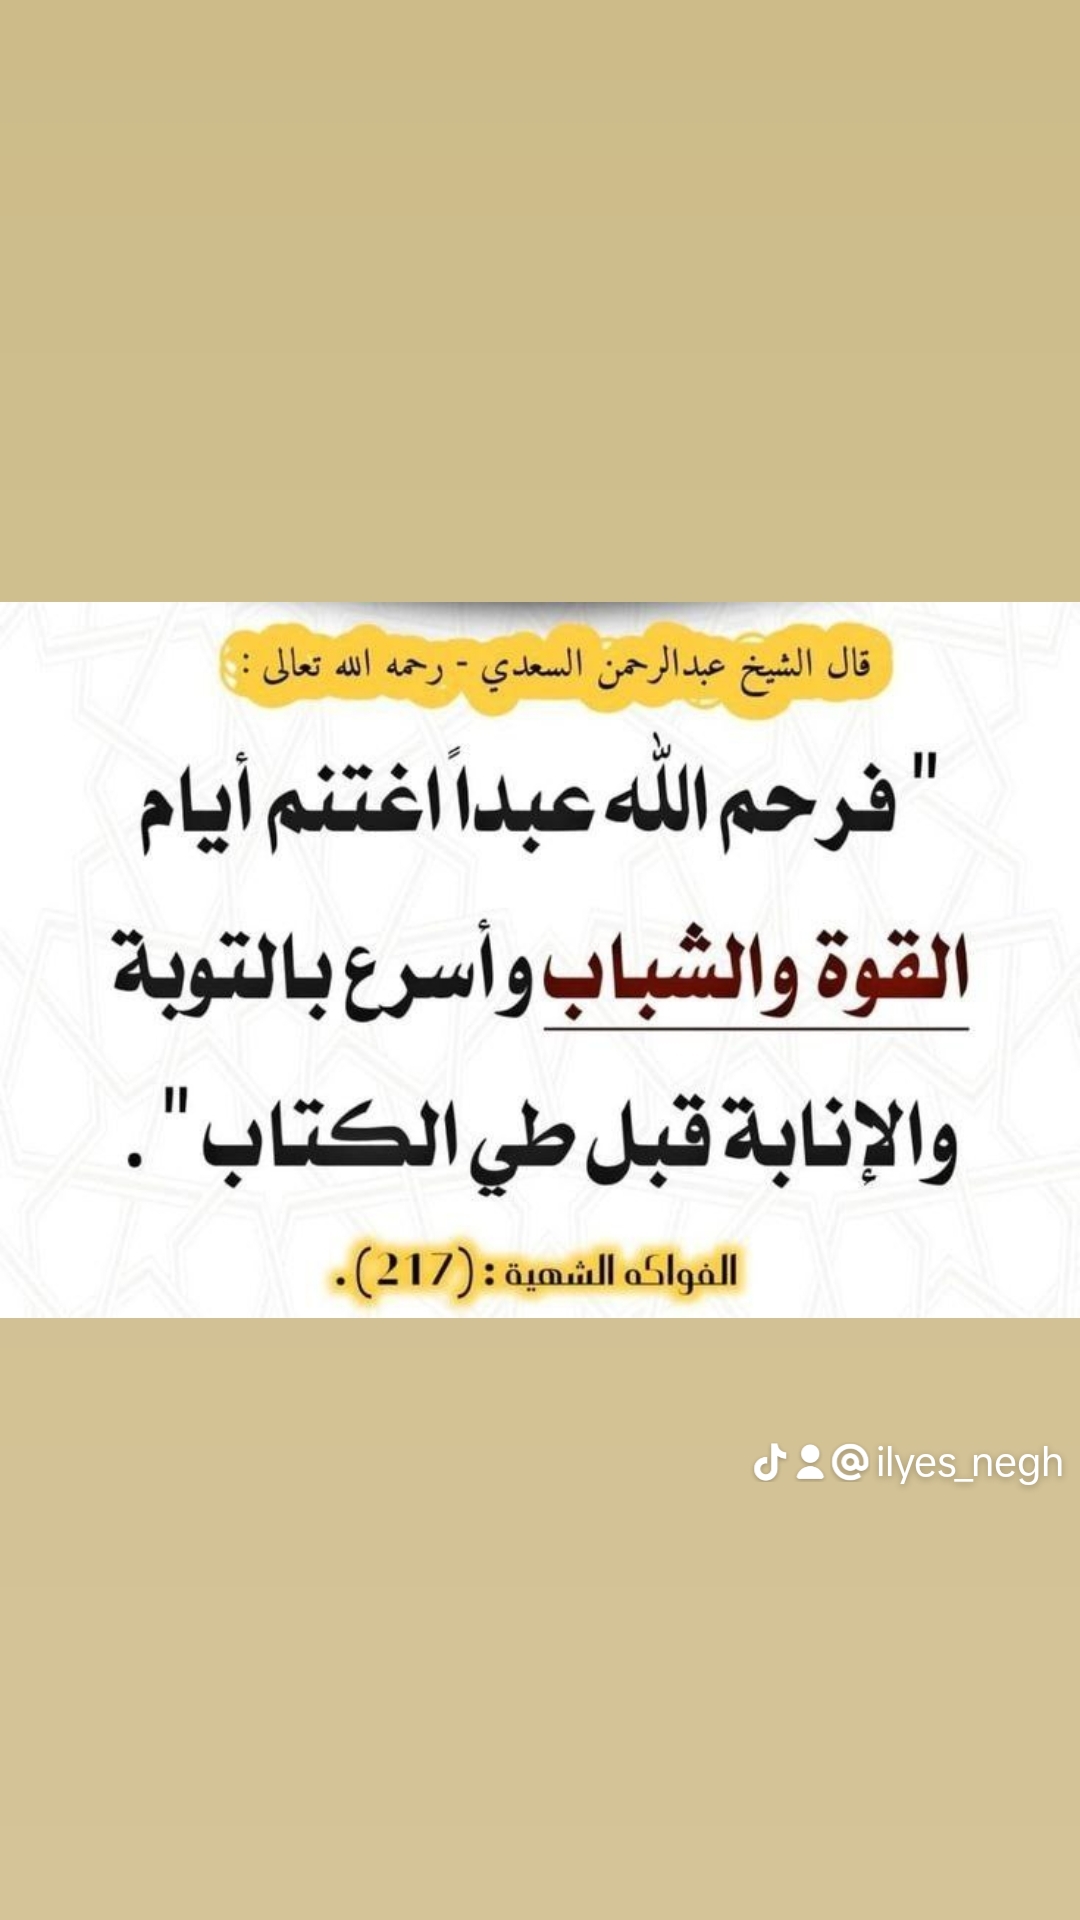 قال الشيخ عبدالرحمن السعدي - رحمه الله تعالى :
" فرحم اللّٰه عبداً اغتنم أيام
القوة والشباب وأسرع بالتوبة
والإنابة قبل طي الكتاب " .
الفواكه الشهية : (217) .
@ilyes_negh